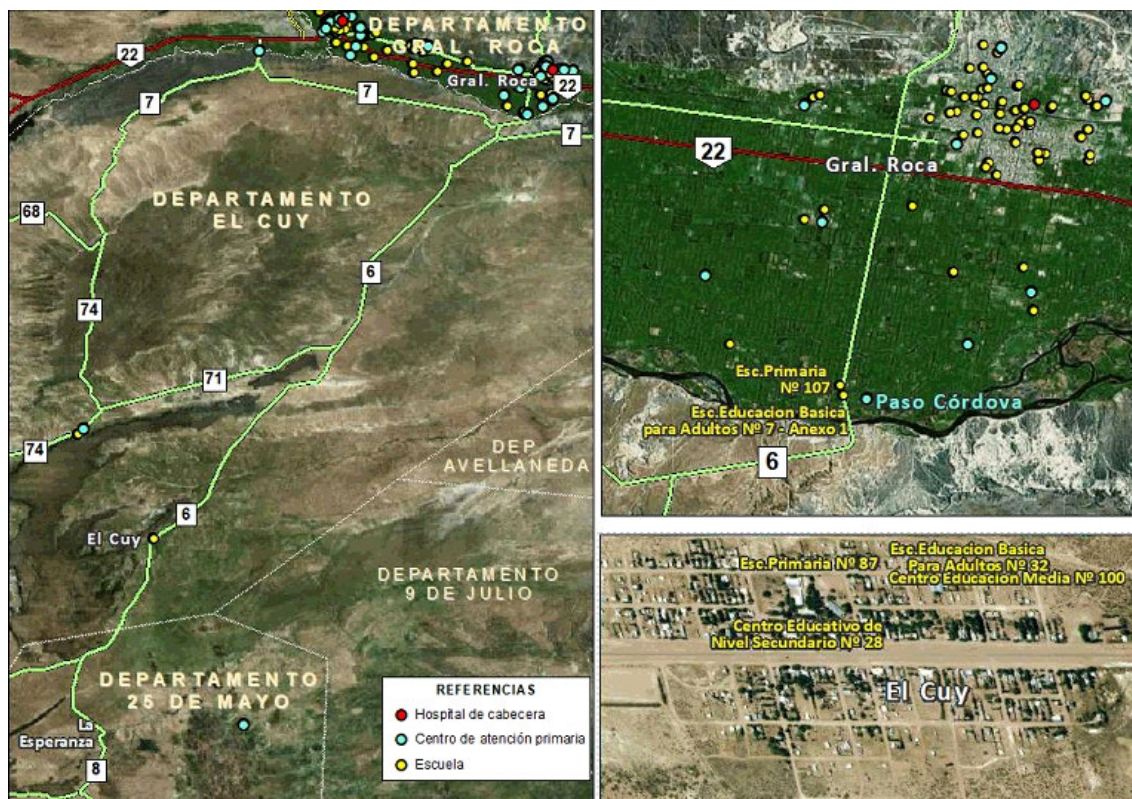 DEPARTAMENTO
GRAL. ROCA
22
Gral. Roca
22
7
7
7
DEPARTAMENTO
EL CUY
68
6
74
71
74
DEP
AVELLANEDA
6
El Cuy
DEPARTAMENTO
9 DE JULIO
DEPARTAMENTO
25 DE MAYO
La
Esperanza
8
REFERENCIAS
Hospital de cabecera
Centro de atención primaria
Escuela
22
Gral. Roca
Esc.Primaria
Nº 107
Paso Córdova
Esc.Educacion Basica
para Adultos Nº 7 - Anexo 1
6
Esc.Primaria Nº 87
Esc.Educacion Basica
Para Adultos Nº 32
Centro Educación Media Nº 100
Centro Educativo de
Nivel Secundario Nº 28
El Cuy